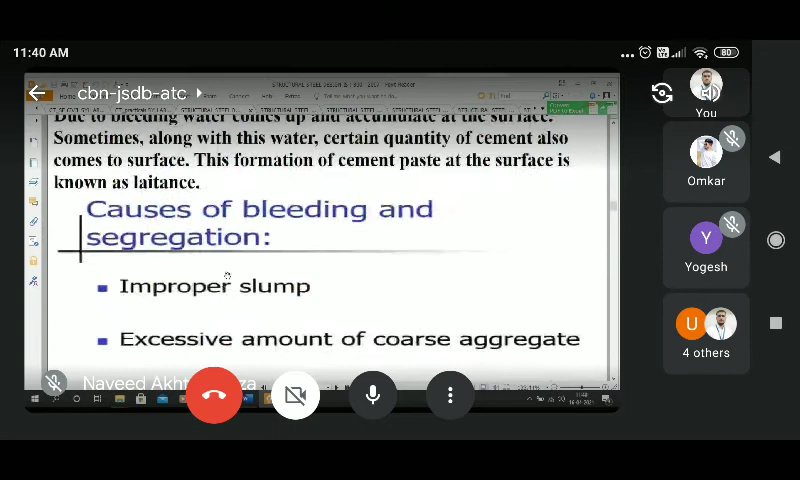 11:40 AM
80
cbn-jsdb-atc
You
Omkar
Y
Yogesh
U
4 others
Due to bleeding water comes up and accumulate at the surface.
Sometimes, along with this water, certain quantity of cement also
comes to surface. This formation of cement paste at the surface is
known as laitance.
Causes of bleeding and
segregation:
Improper slump
Excessive amount of coarse aggregate
Naveed